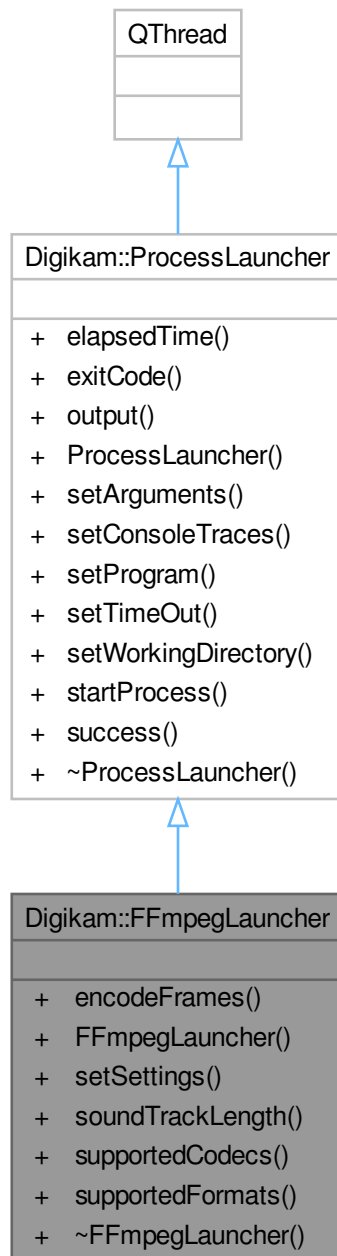 QThread
Digikam::ProcessLauncher
+ elapsedTime()
+ exitCode()
+ output()
+ ProcessLauncher()
+ setArguments()
+ setConsoleTraces()
+ setProgram()
+ setTimeOut()
+ setWorkingDirectory()
+ startProcess()
+ success()
+ ~ProcessLauncher()
Digikam::FFmpegLauncher
+ encodeFrames()
+ FFmpegLauncher()
+ setSettings()
+ soundTrackLength()
+ supportedCodecs()
+ supportedFormats()
+ ~FFmpegLauncher()